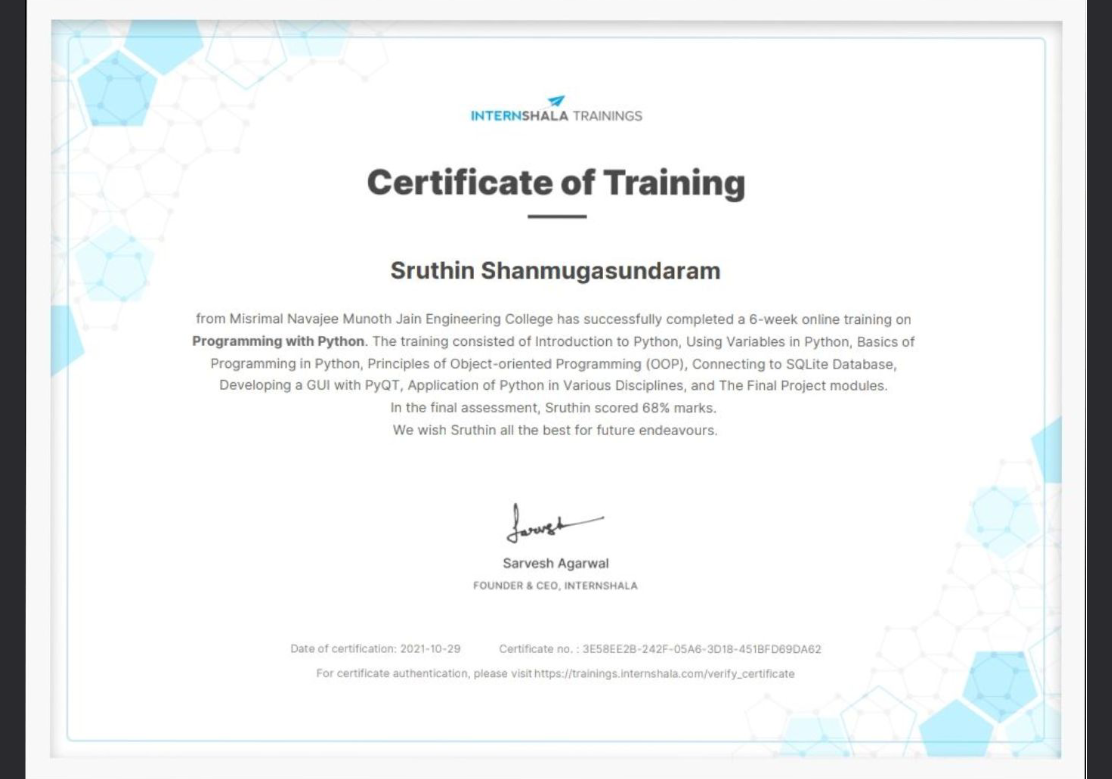 INTERNSHALA TRAININGS
Certificate of Training
Sruthin Shanmugasundaram
from Misrimal Navajee Munoth Jain Engineering College has successfully completed a 6-week online training on
Programming with Python. The training consisted of Introduction to Python, Using Variables in Python, Basics of
Programming in Python, Principles of Object-oriented Programming (OOP), Connecting to SQLite Database,
Developing a GUI with PyQT, Application of Python in Various Disciplines, and The Final Project modules.
In the final assessment, Sruthin scored 68% marks.
We wish Sruthin all the best for future endeavours.
Sarvesh
Sarvesh Agarwal
FOUNDER & CEO, INTERNSHALA
Date of certification: 2021-10-29 Certificate no. : 3E58EE2B-242F-05A6-3D18-451BFD69DA62
For certificate authentication, please visit https://trainings.internshala.com/verify_certificate